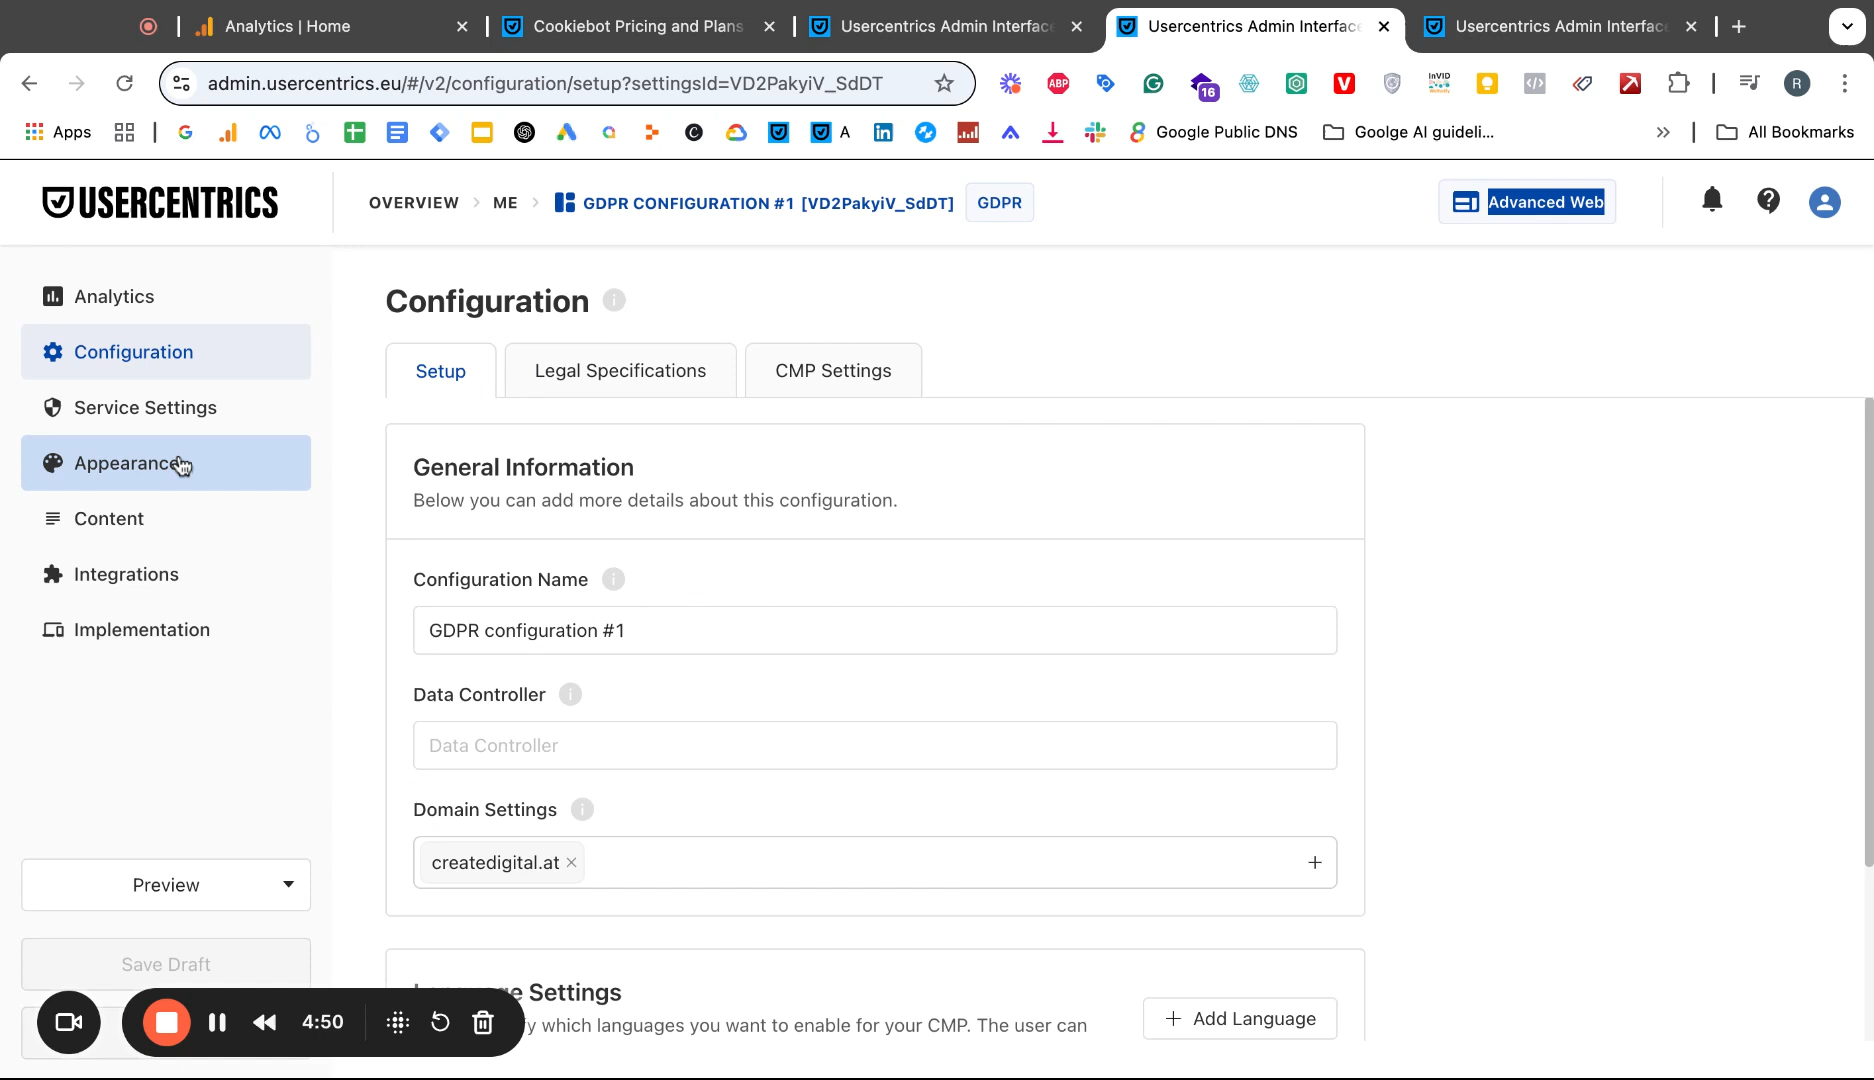 Analytics | Home
Cookiebot Pricing and Plans
Usercentrics Admin Interface
Usercentrics Admin Interface
Usercentrics Admin Interface
admin.usercentrics.eu/#/v2/configuration/setup?settingsId=VD2PakyiV_SdDT
ABP
16
InVID
R
Apps
A
Google Public DNS
Goolge AI guideli...
All Bookmarks
USERCENTRICS
OVERVIEW > ME > GDPR CONFIGURATION #1 [VD2PakyiV_SdDT] GDPR
Advanced Web
Analytics
Configuration
Service Settings
Appearance
Content
Integrations
Implementation
Preview
Save Draft
4:50
Configuration
Setup
Legal Specifications
CMP Settings
General Information
Below you can add more details about this configuration.
Configuration Name
GDPR configuration #1
Data Controller
Data Controller
Domain Settings
createdigital.at
Settings
which languages you want to enable for your CMP. The user can
Add Language